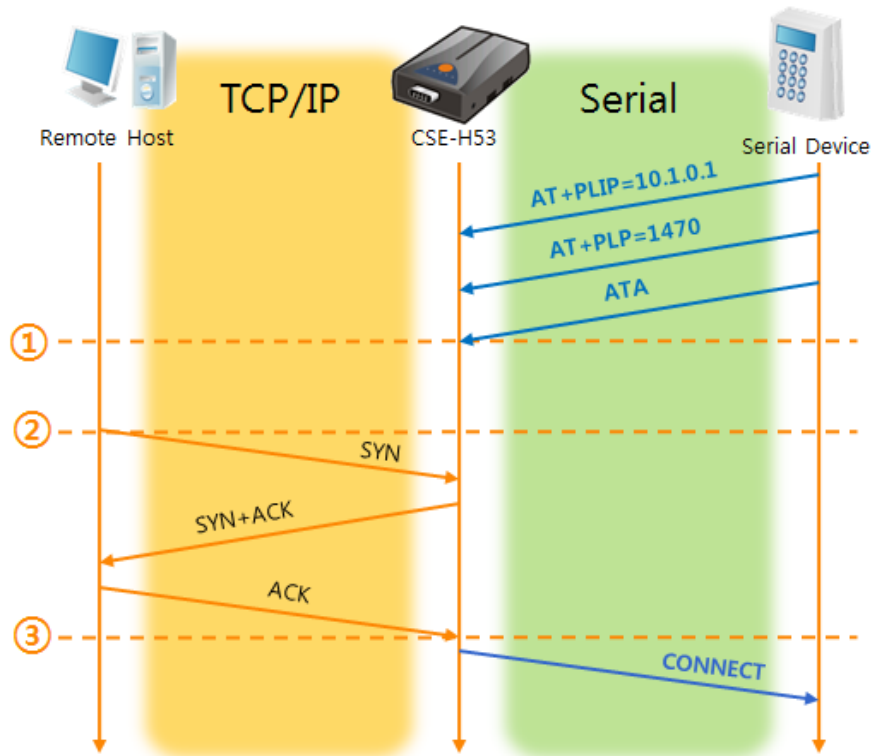 TCP/IP
Serial
Remote Host
CSE-H53
Serial Device
AT+PLIP=10.1.0.1
AT+PLP=1470
ATA
①
②
SYN
SYN+ACK
ACK
③
CONNECT